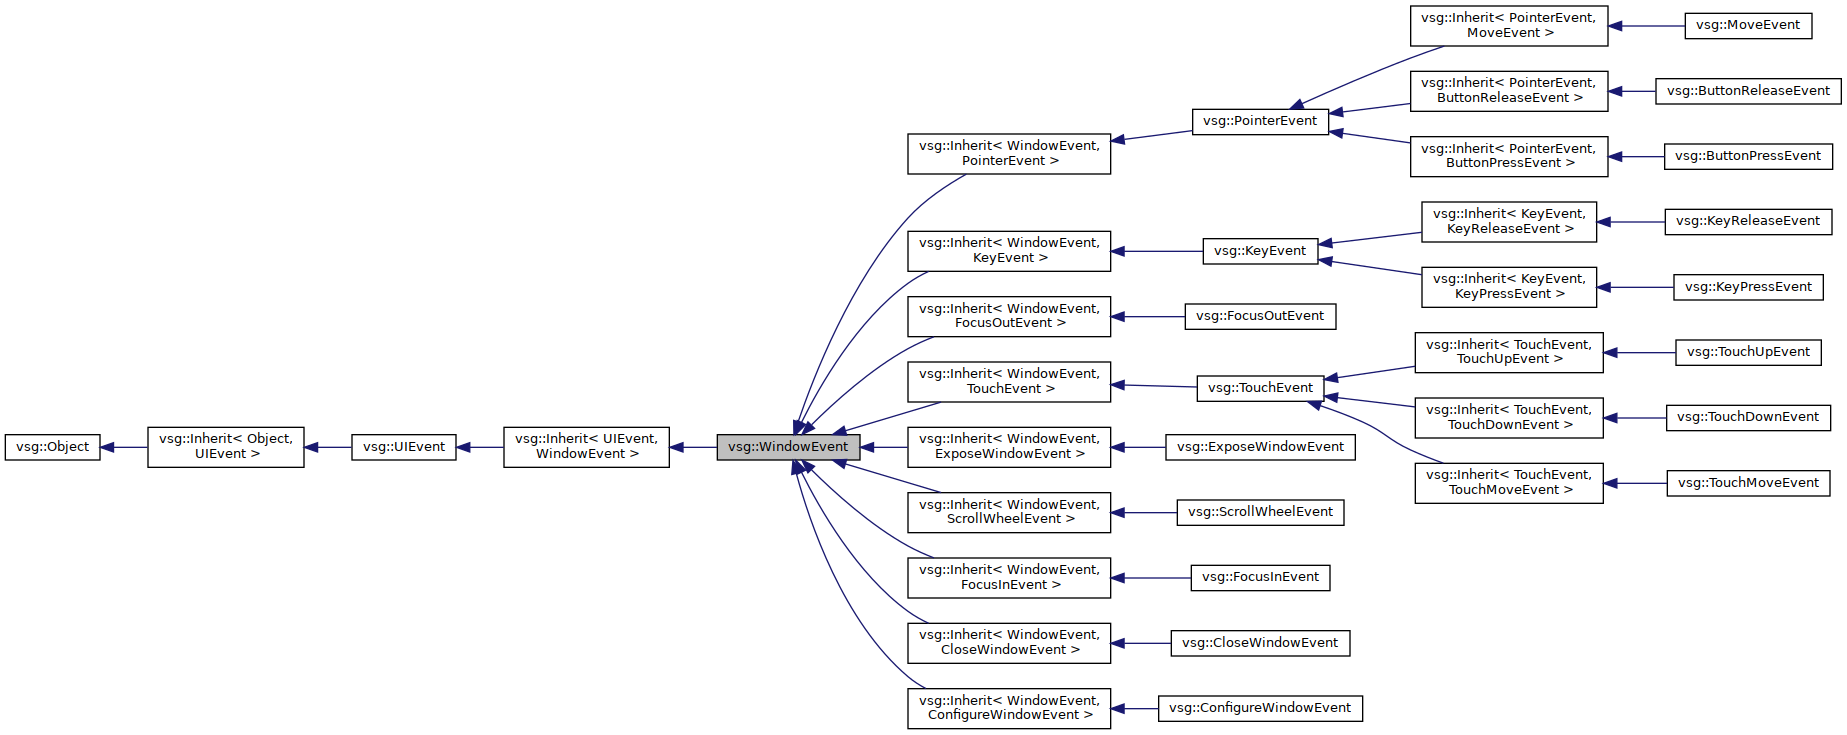 vsg::Object
vsg::Inherit< Object,
UIEvent >
vsg::UIEvent
vsg::Inherit< UIEvent,
WindowEvent >
vsg::WindowEvent
vsg::Inherit< WindowEvent,
PointerEvent >
vsg::PointerEvent
vsg::Inherit< PointerEvent,
MoveEvent >
vsg::MoveEvent
vsg::Inherit< PointerEvent,
ButtonReleaseEvent >
vsg::ButtonReleaseEvent
vsg::Inherit< PointerEvent,
ButtonPressEvent >
vsg::ButtonPressEvent
vsg::Inherit< WindowEvent,
KeyEvent >
vsg::KeyEvent
vsg::Inherit< KeyEvent,
KeyReleaseEvent >
vsg::KeyReleaseEvent
vsg::Inherit< KeyEvent,
KeyPressEvent >
vsg::KeyPressEvent
vsg::Inherit< WindowEvent,
FocusOutEvent >
vsg::FocusOutEvent
vsg::Inherit< WindowEvent,
TouchEvent >
vsg::TouchEvent
vsg::Inherit< TouchEvent,
TouchUpEvent >
vsg::TouchUpEvent
vsg::Inherit< TouchEvent,
TouchDownEvent >
vsg::TouchDownEvent
vsg::Inherit< TouchEvent,
TouchMoveEvent >
vsg::TouchMoveEvent
vsg::Inherit< WindowEvent,
ExposeWindowEvent >
vsg::ExposeWindowEvent
vsg::Inherit< WindowEvent,
ScrollWheelEvent >
vsg::ScrollWheelEvent
vsg::Inherit< WindowEvent,
FocusInEvent >
vsg::FocusInEvent
vsg::Inherit< WindowEvent,
CloseWindowEvent >
vsg::CloseWindowEvent
vsg::Inherit< WindowEvent,
ConfigureWindowEvent >
vsg::ConfigureWindowEvent